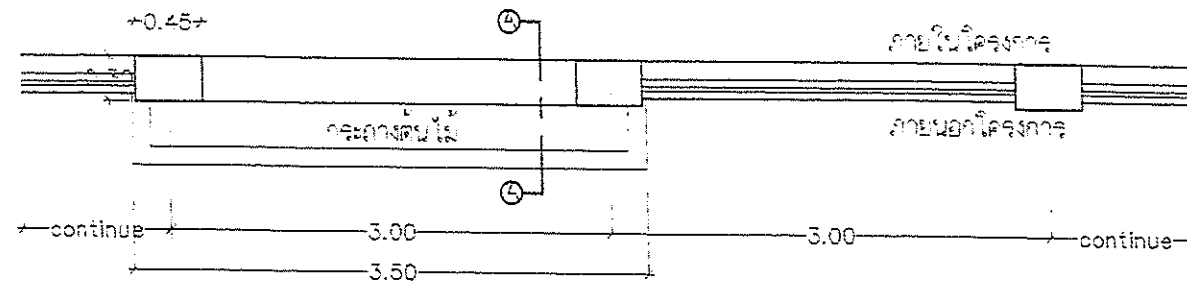 0.45
4
ภายในโครงการ
กระถางต้นไม้
ภายนอกโครงการ
4
continue 3.00 3.00 continue
3.50